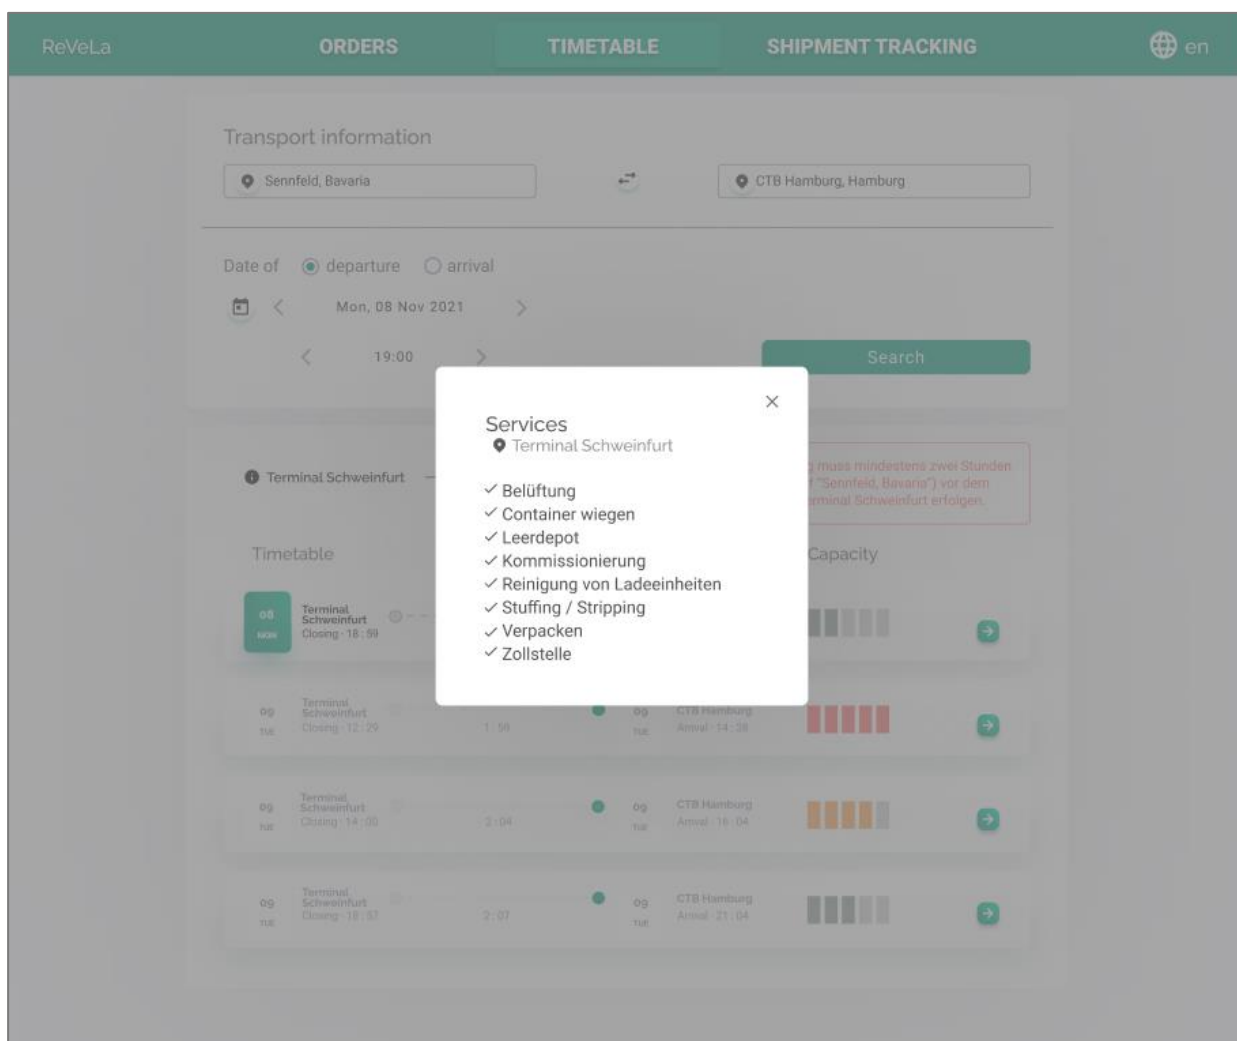 ReVeLa
ORDERS
TIMETABLE
SHIPMENT TRACKING
en
Transport information
Sennfeld, Bavaria
CTB Hamburg, Hamburg
Date of
departure
arrival
Mon, 08 Nov 2021
19:00
Search
Services
Terminal Schweinfurt
✓ Belüftung
✓ Container wiegen
✓ Leerdepot
✓ Kommissionierung
✓ Reinigung von Ladeeinheiten
✓ Stuffing / Stripping
✓ Verpacken
✓ Zollstelle
Terminal Schweinfurt
muss mindestens zwei Stunden
"Sennfeld, Bavaria") vor dem
Terminal Schweinfurt erfolgen.
Timetable
Capacity
08
MON
Terminal
Schweinfurt
Closing · 18 : 59
09
TUE
Terminal
Schweinfurt
Closing · 12 : 29
1 : 59
09
TUE
CTB Hamburg
Arrival · 14 : 28
09
TUE
Terminal
Schweinfurt
Closing · 14 : 00
2 : 04
09
TUE
CTB Hamburg
Arrival · 16 : 04
09
TUE
Terminal
Schweinfurt
Closing · 18 : 57
2 : 07
09
TUE
CTB Hamburg
Arrival · 21 : 04